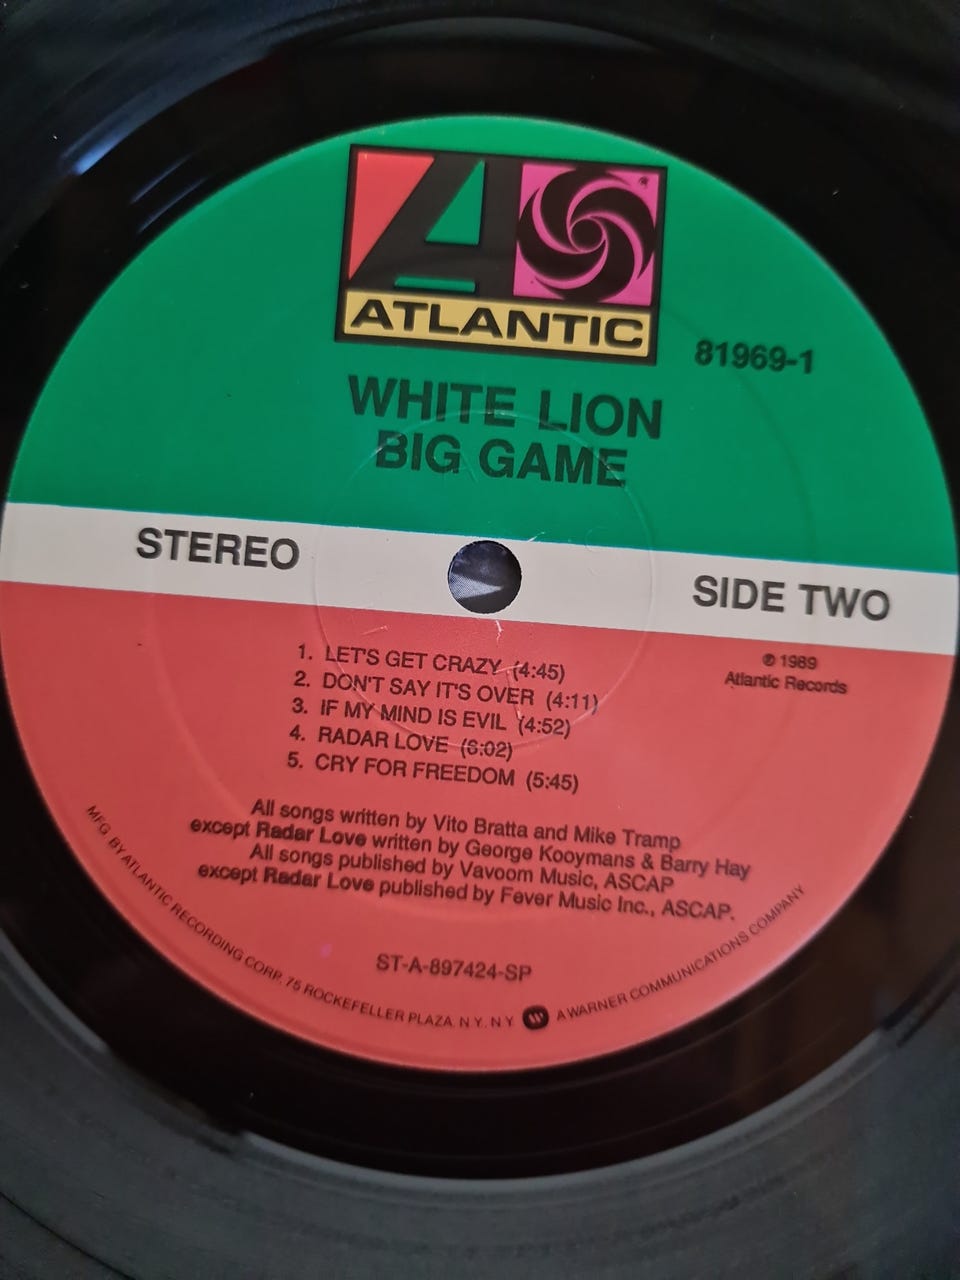 ATLANTIC
81969-1
WHITE LION
BIG GAME
STEREO
SIDE TWO
℗ 1989
Atlantic Records
1. LET'S GET CRAZY (4:45)
2. DON'T SAY IT'S OVER (4:11)
3. IF MY MIND IS EVIL (4:52)
4. RADAR LOVE (6:02)
5. CRY FOR FREEDOM (5:45)
All songs written by Vito Bratta and Mike Tramp
except Radar Love written by George Kooymans & Barry Hay
All songs published by Vavoom Music, ASCAP
except Radar Love published by Fever Music Inc., ASCAP.
ST-A-897424-SP
MFG. BY ATLANTIC RECORDING CORP. 75 ROCKEFELLER PLAZA, N.Y. N.Y. A WARNER COMMUNICATIONS COMPANY